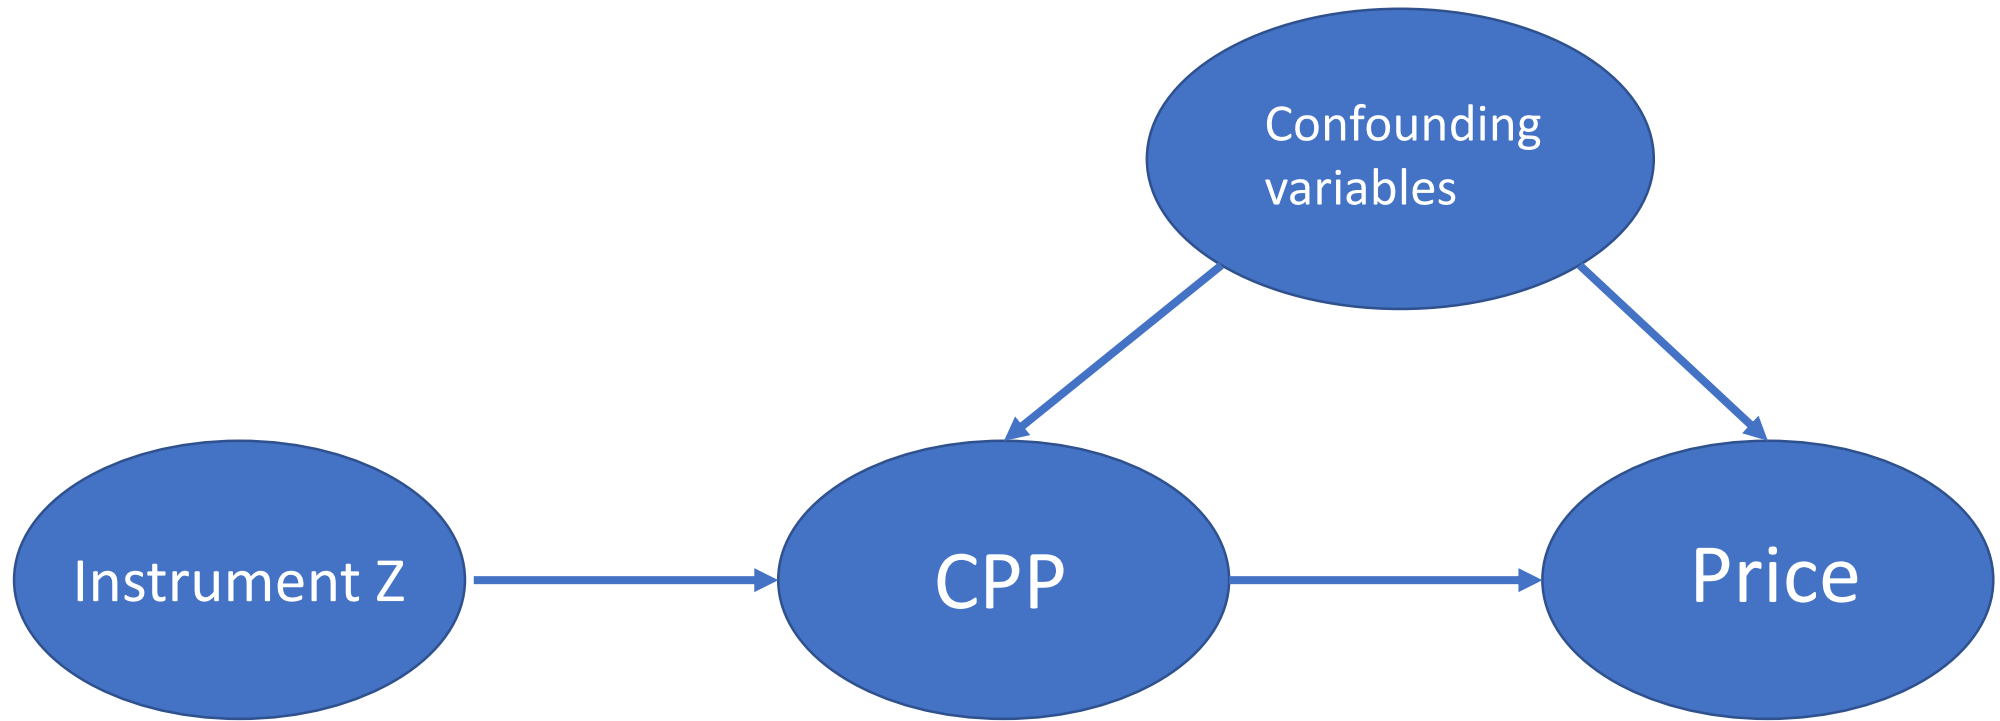 Confounding
variables
Instrument Z
CPP
Price